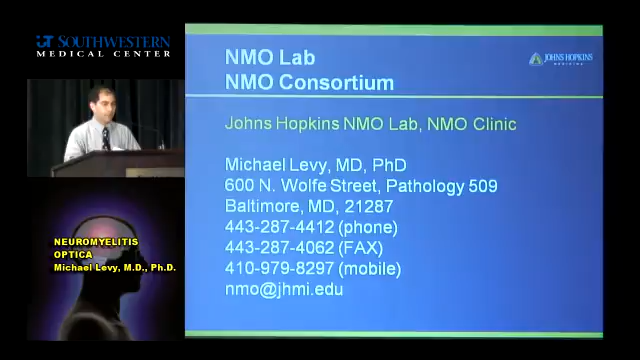 UT SOUTHWESTERN
MEDICAL CENTER
NEUROMYELITIS
OPTICA
Michael Levy, M.D., Ph.D.
NMO Lab
NMO Consortium
JOHNS HOPKINS
MEDICINE
Johns Hopkins NMO Lab, NMO Clinic
Michael Levy, MD, PhD
600 N. Wolfe Street, Pathology 509
Baltimore, MD, 21287
443-287-4412 (phone)
443-287-4062 (FAX)
410-979-8297 (mobile)
nmo@jhmi.edu